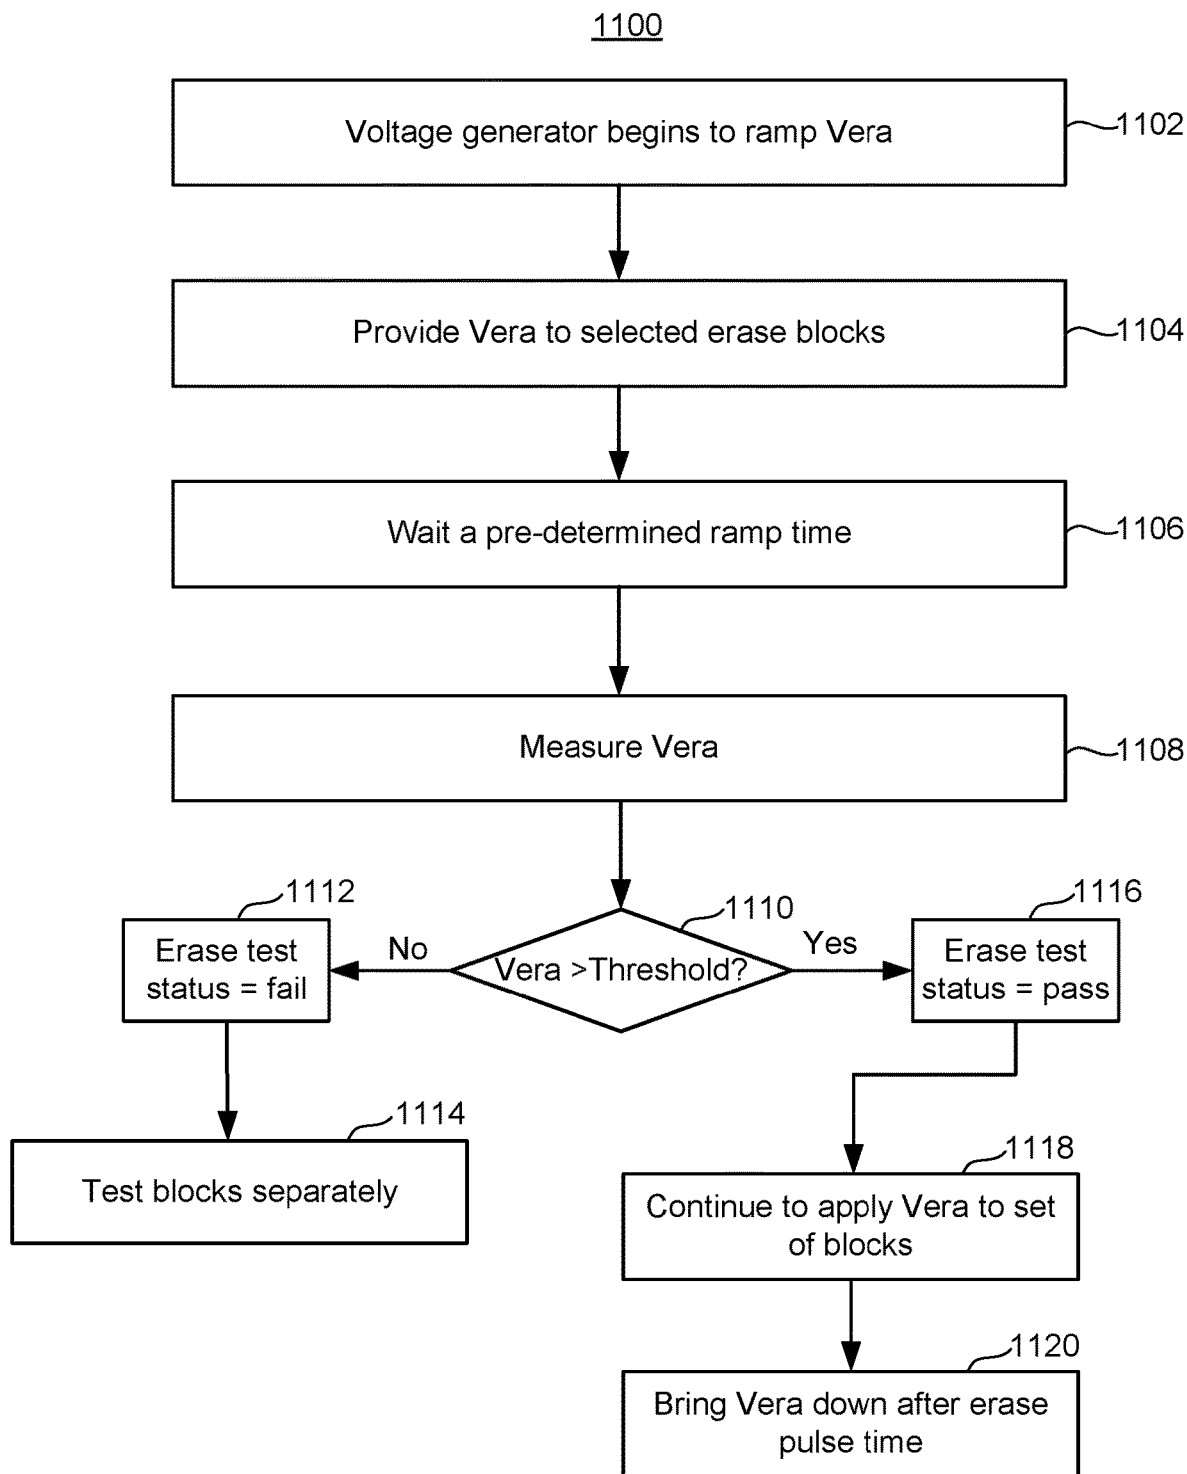 1100
Voltage generator begins to ramp Vera
1102
Provide Vera to selected erase blocks
1104
Wait a pre-determined ramp time
1106
Measure Vera
1108
1112
Erase test
status = fail
No
1110
Vera >Threshold?
Yes
1116
Erase test
status = pass
1114
Test blocks separately
1118
Continue to apply Vera to set
of blocks
1120
Bring Vera down after erase
pulse time